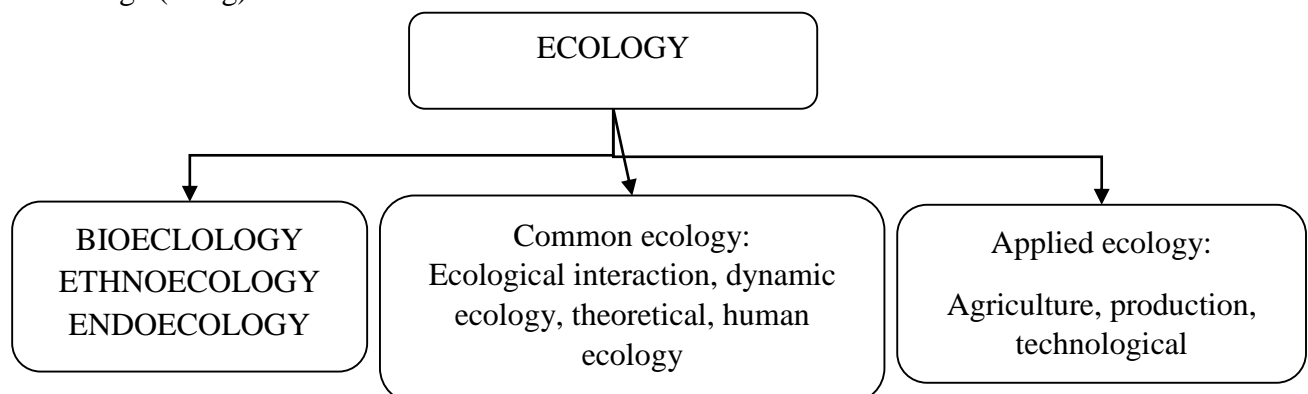 ECOLOGY
BIOECLOLOGY
ETHNOECOLOGY
ENDOECOLOGY
Common ecology:
Ecological interaction, dynamic
ecology, theoretical, human
ecology
Applied ecology:
Agriculture, production,
technological